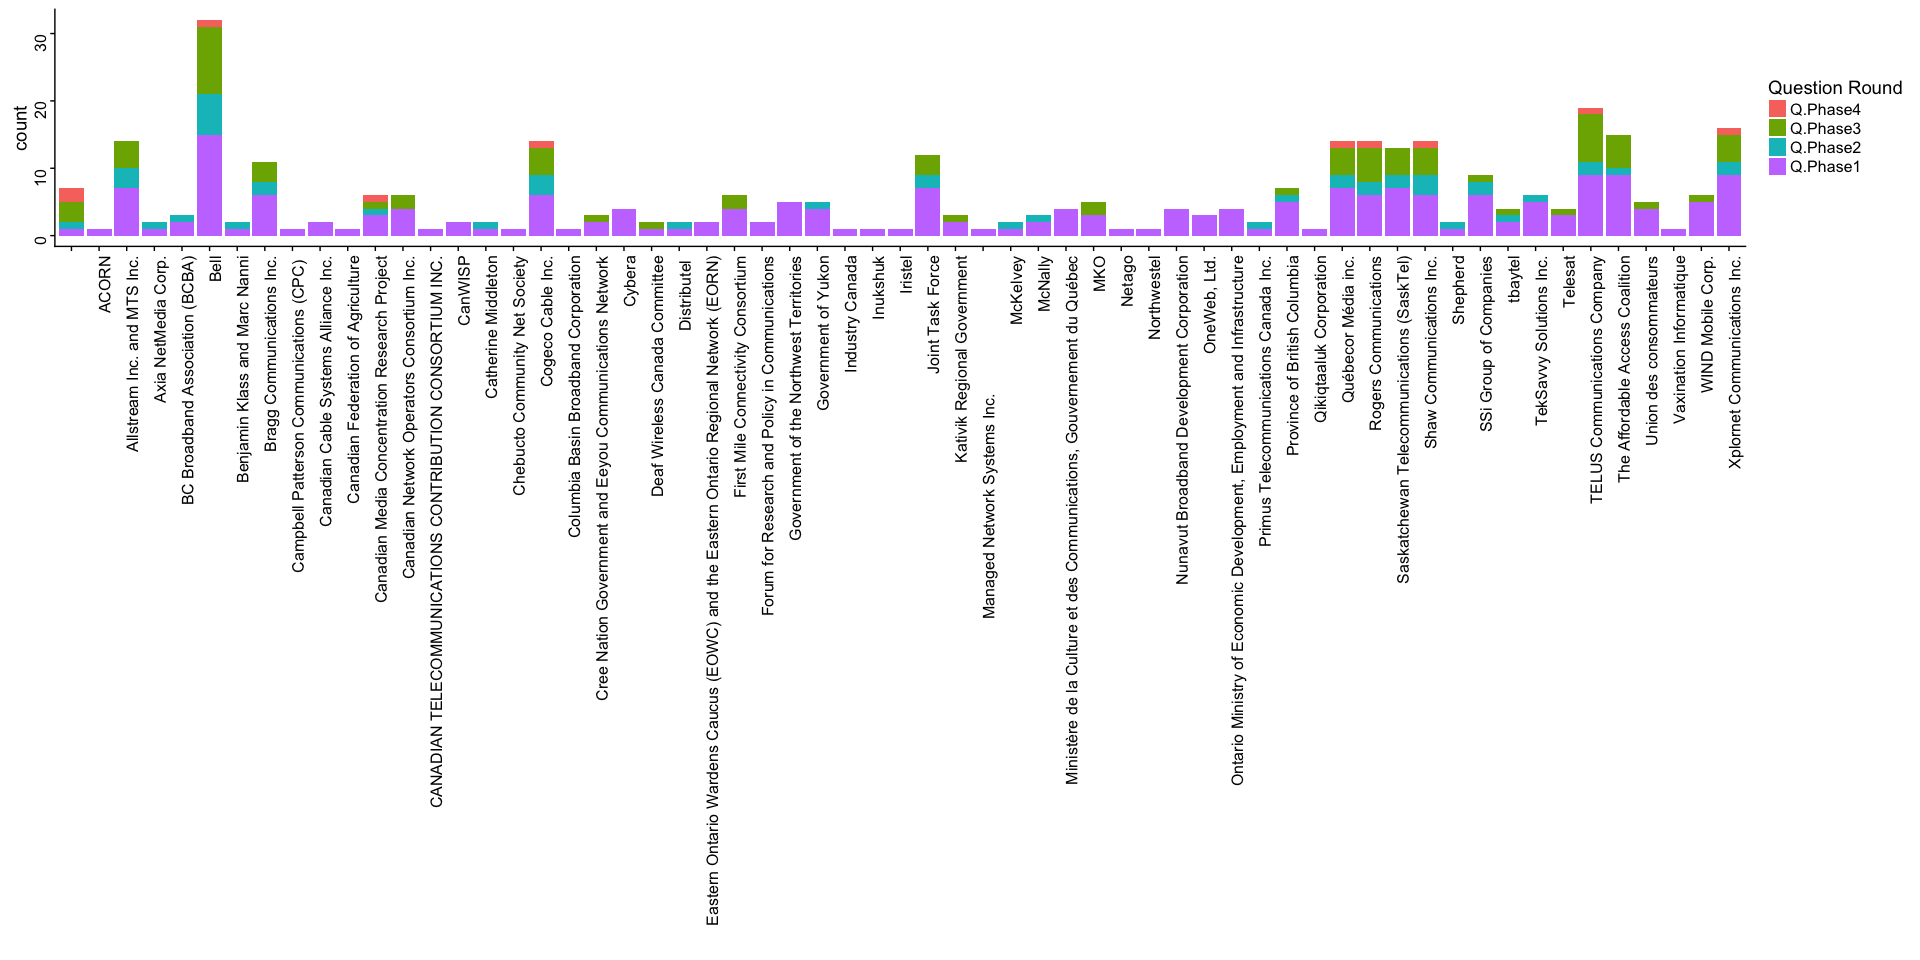 count
0
10
20
30
ACORN
Allstream Inc. and MTS Inc.
Axia NetMedia Corp.
BC Broadband Association (BCBA)
Bell
Benjamin Klass and Marc Nanni
Bragg Communications Inc.
Campbell Patterson Communications (CPC)
Canadian Cable Systems Alliance Inc.
Canadian Federation of Agriculture
Canadian Media Concentration Research Project
Canadian Network Operators Consortium Inc.
CANADIAN TELECOMMUNICATIONS CONTRIBUTION CONSORTIUM INC.
CanWISP
Catherine Middleton
Chebucto Community Net Society
Cogeco Cable Inc.
Columbia Basin Broadband Corporation
Cree Nation Government and Eeyou Communications Network
Cybera
Deaf Wireless Canada Committee
Distributel
Eastern Ontario Wardens Caucus (EOWC) and the Eastern Ontario Regional Network (EORN)
First Mile Connectivity Consortium
Forum for Research and Policy in Communications
Government of the Northwest Territories
Government of Yukon
Industry Canada
Inukshuk
Iristel
Joint Task Force
Kativik Regional Government
Managed Network Systems Inc.
McKelvey
McNally
Ministère de la Culture et des Communications, Gouvernement du Québec
MKO
Netago
Northwestel
Nunavut Broadband Development Corporation
OneWeb, Ltd.
Ontario Ministry of Economic Development, Employment and Infrastructure
Primus Telecommunications Canada Inc.
Province of British Columbia
Qikiqtaaluk Corporation
Québecor Média inc.
Rogers Communications
Saskatchewan Telecommunications (SaskTel)
Shaw Communications Inc.
Shepherd
SSi Group of Companies
tbaytel
TekSavvy Solutions Inc.
Telesat
TELUS Communications Company
The Affordable Access Coalition
Union des consommateurs
Vaxination Informatique
WIND Mobile Corp.
Xplornet Communications Inc.
Question Round
Q.Phase4
Q.Phase3
Q.Phase2
Q.Phase1